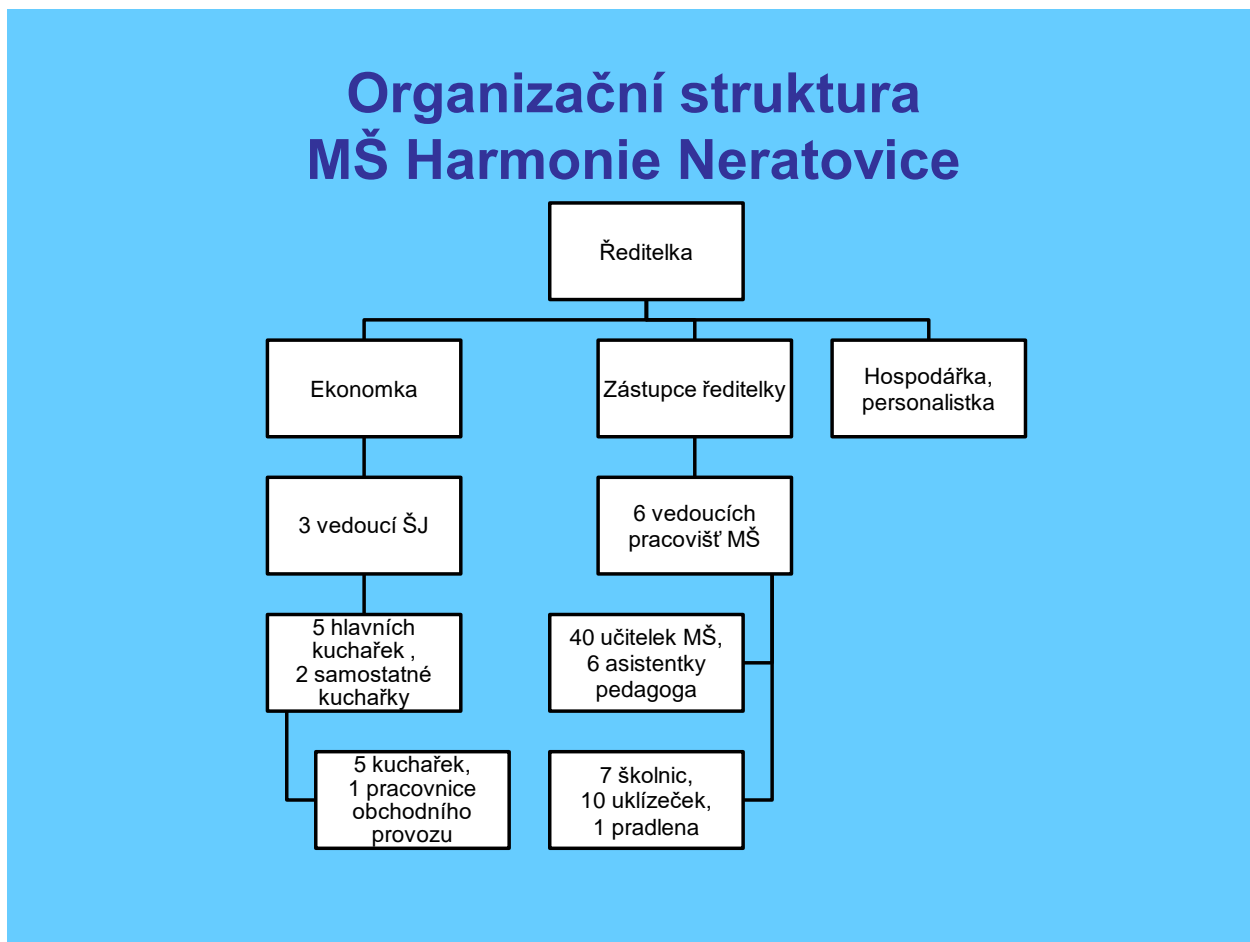 Organizační struktura
MŠ Harmonie Neratovice
Ředitelka
Ekonomka
Zástupce ředitelky
Hospodářka,
personalistka
3 vedoucí ŠJ
6 vedoucích
pracovišť MŠ
5 hlavních
kuchařek ,
2 samostatné
kuchařky
40 učitelek MŠ,
6 asistentky
pedagoga
5 kuchařek,
1 pracovnice
obchodního
provozu
7 školnic,
10 uklízeček,
1 pradlena